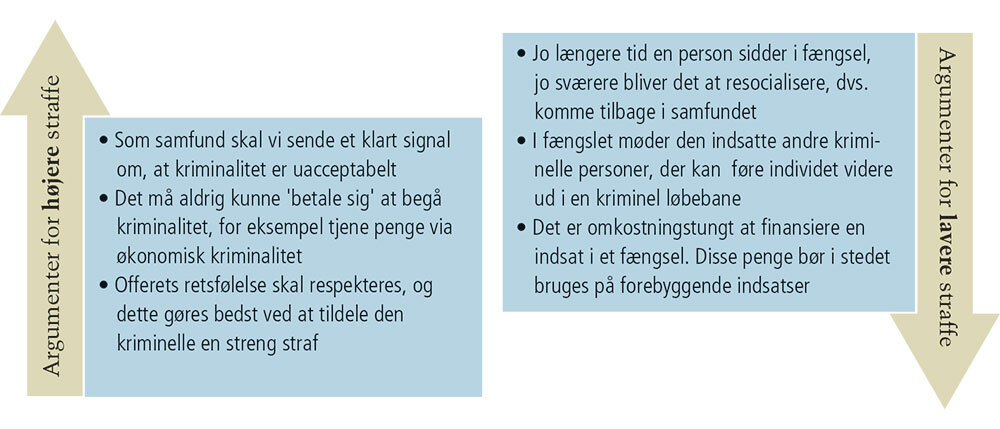 Argumenter for højere straffe
• Som samfund skal vi sende et klart signal
om, at kriminalitet er uacceptabelt
• Det må aldrig kunne 'betale sig' at begå
kriminalitet, for eksempel tjene penge via
økonomisk kriminalitet
• Offerets retsfølelse skal respekteres, og
dette gøres bedst ved at tildele den
kriminelle en streng straf
• Jo længere tid en person sidder i fængsel,
jo sværere bliver det at resocialisere, dvs.
komme tilbage i samfundet
• I fængslet møder den indsatte andre krimi-
nelle personer, der kan føre individet videre
ud i en kriminel løbebane
• Det er omkostningstungt at finansiere en
indsat i et fængsel. Disse penge bør i stedet
bruges på forebyggende indsatser
Argumenter for lavere straffe